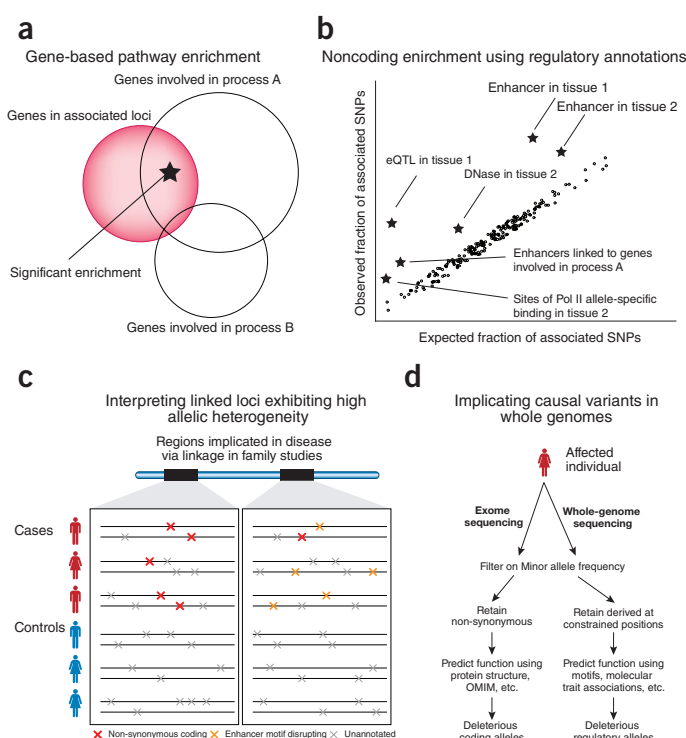 a
Gene-based pathway enrichment
Genes involved in process A
Genes in associated loci
Significant enrichment
Genes involved in process B
b
Noncoding enirchment using regulatory annotations
Observed fraction of associated SNPs
Enhancer in tissue 1
Enhancer in tissue 2
eQTL in tissue 1
DNase in tissue 2
Enhancers linked to genes
involved in process A
Sites of Pol II allele-specific
binding in tissue 2
Expected fraction of associated SNPs
c
Interpreting linked loci exhibiting high
allelic heterogeneity
Regions implicated in disease
via linkage in family studies
Cases
Controls
Non-synonymous coding
Enhancer motif disrupting
Unannotated
d
Implicating causal variants in
whole genomes
Affected
individual
Exome
sequencing
Whole-genome
sequencing
Filter on Minor allele frequency
Retain
non-synonymous
Retain derived at
constrained positions
Predict function using
protein structure,
OMIM, etc.
Predict function using
motifs, molecular
trait associations, etc.
Deleterious
coding alleles
Deleterious
regulatory alleles